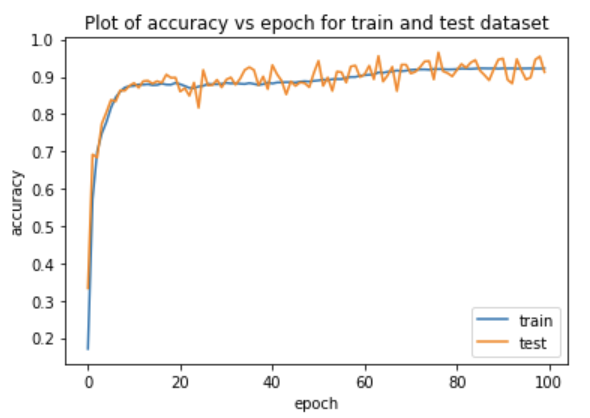 Plot of accuracy vs epoch for train and test dataset
1.0
0.9
0.8
0.7
0.6
0.5
0.4
0.3
0.2
accuracy
train
test
0 20 40 60 80 100
epoch